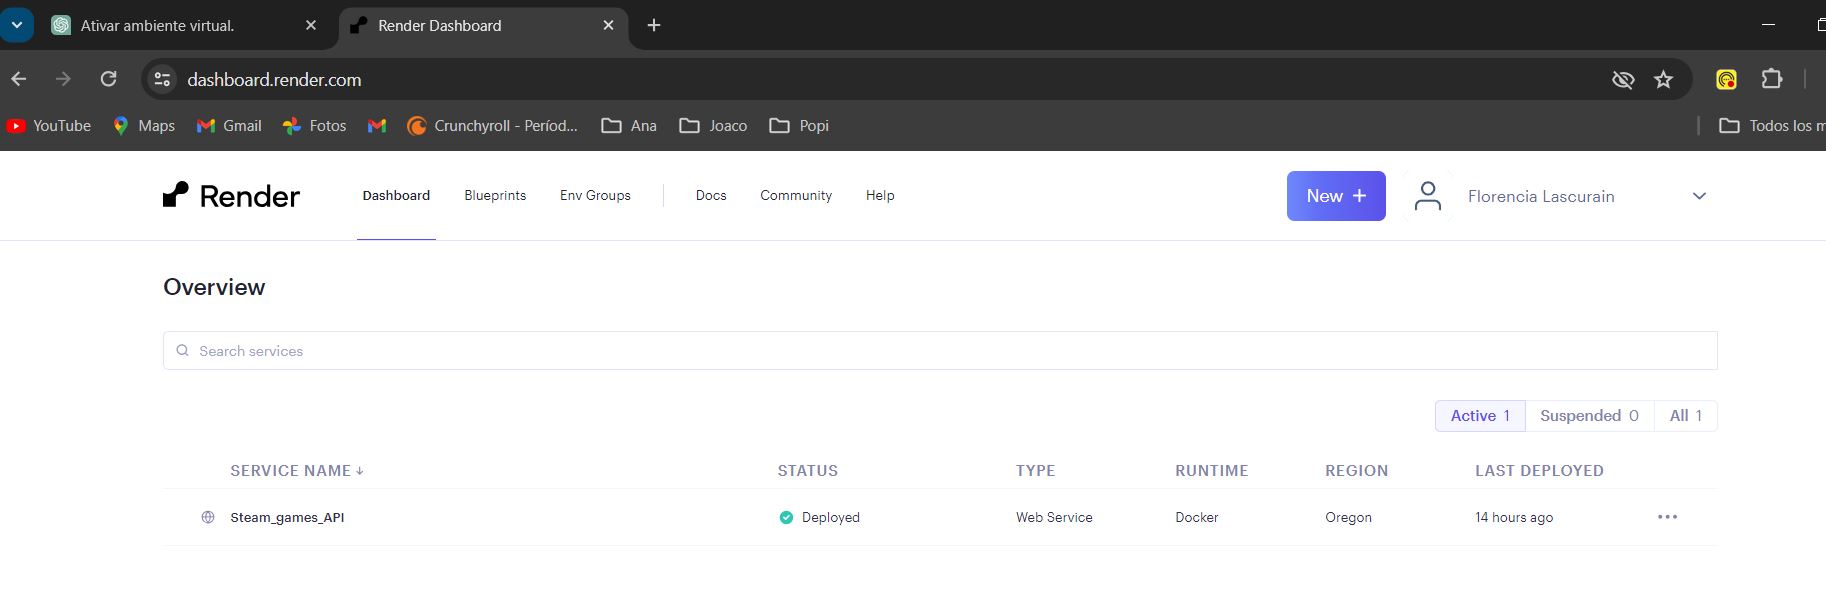 Ativar ambiente virtual.
Render Dashboard
dashboard.render.com
YouTube Maps Gmail Fotos Crunchyroll - Períod... Ana Joaco Popi Todos los
Render Dashboard Blueprints Env Groups Docs Community Help New + Florencia Lascurain
Overview
Search services
Active 1 Suspended 0 All 1
SERVICE NAME ↓ STATUS TYPE RUNTIME REGION LAST DEPLOYED
Steam_games_API Deployed Web Service Docker Oregon 14 hours ago